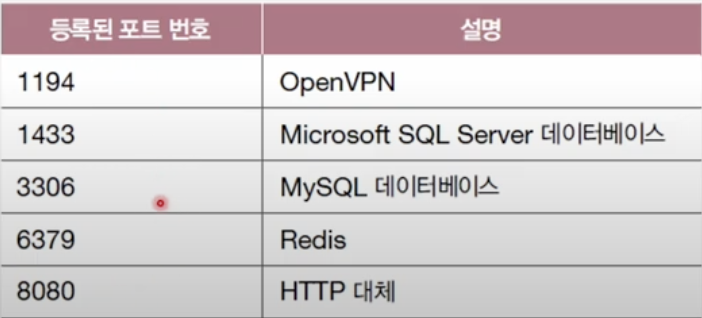 등록된 포트 번호 설명
1194 OpenVPN
1433 Microsoft SQL Server 데이터베이스
3306 MySQL 데이터베이스
6379 Redis
8080 HTTP 대체